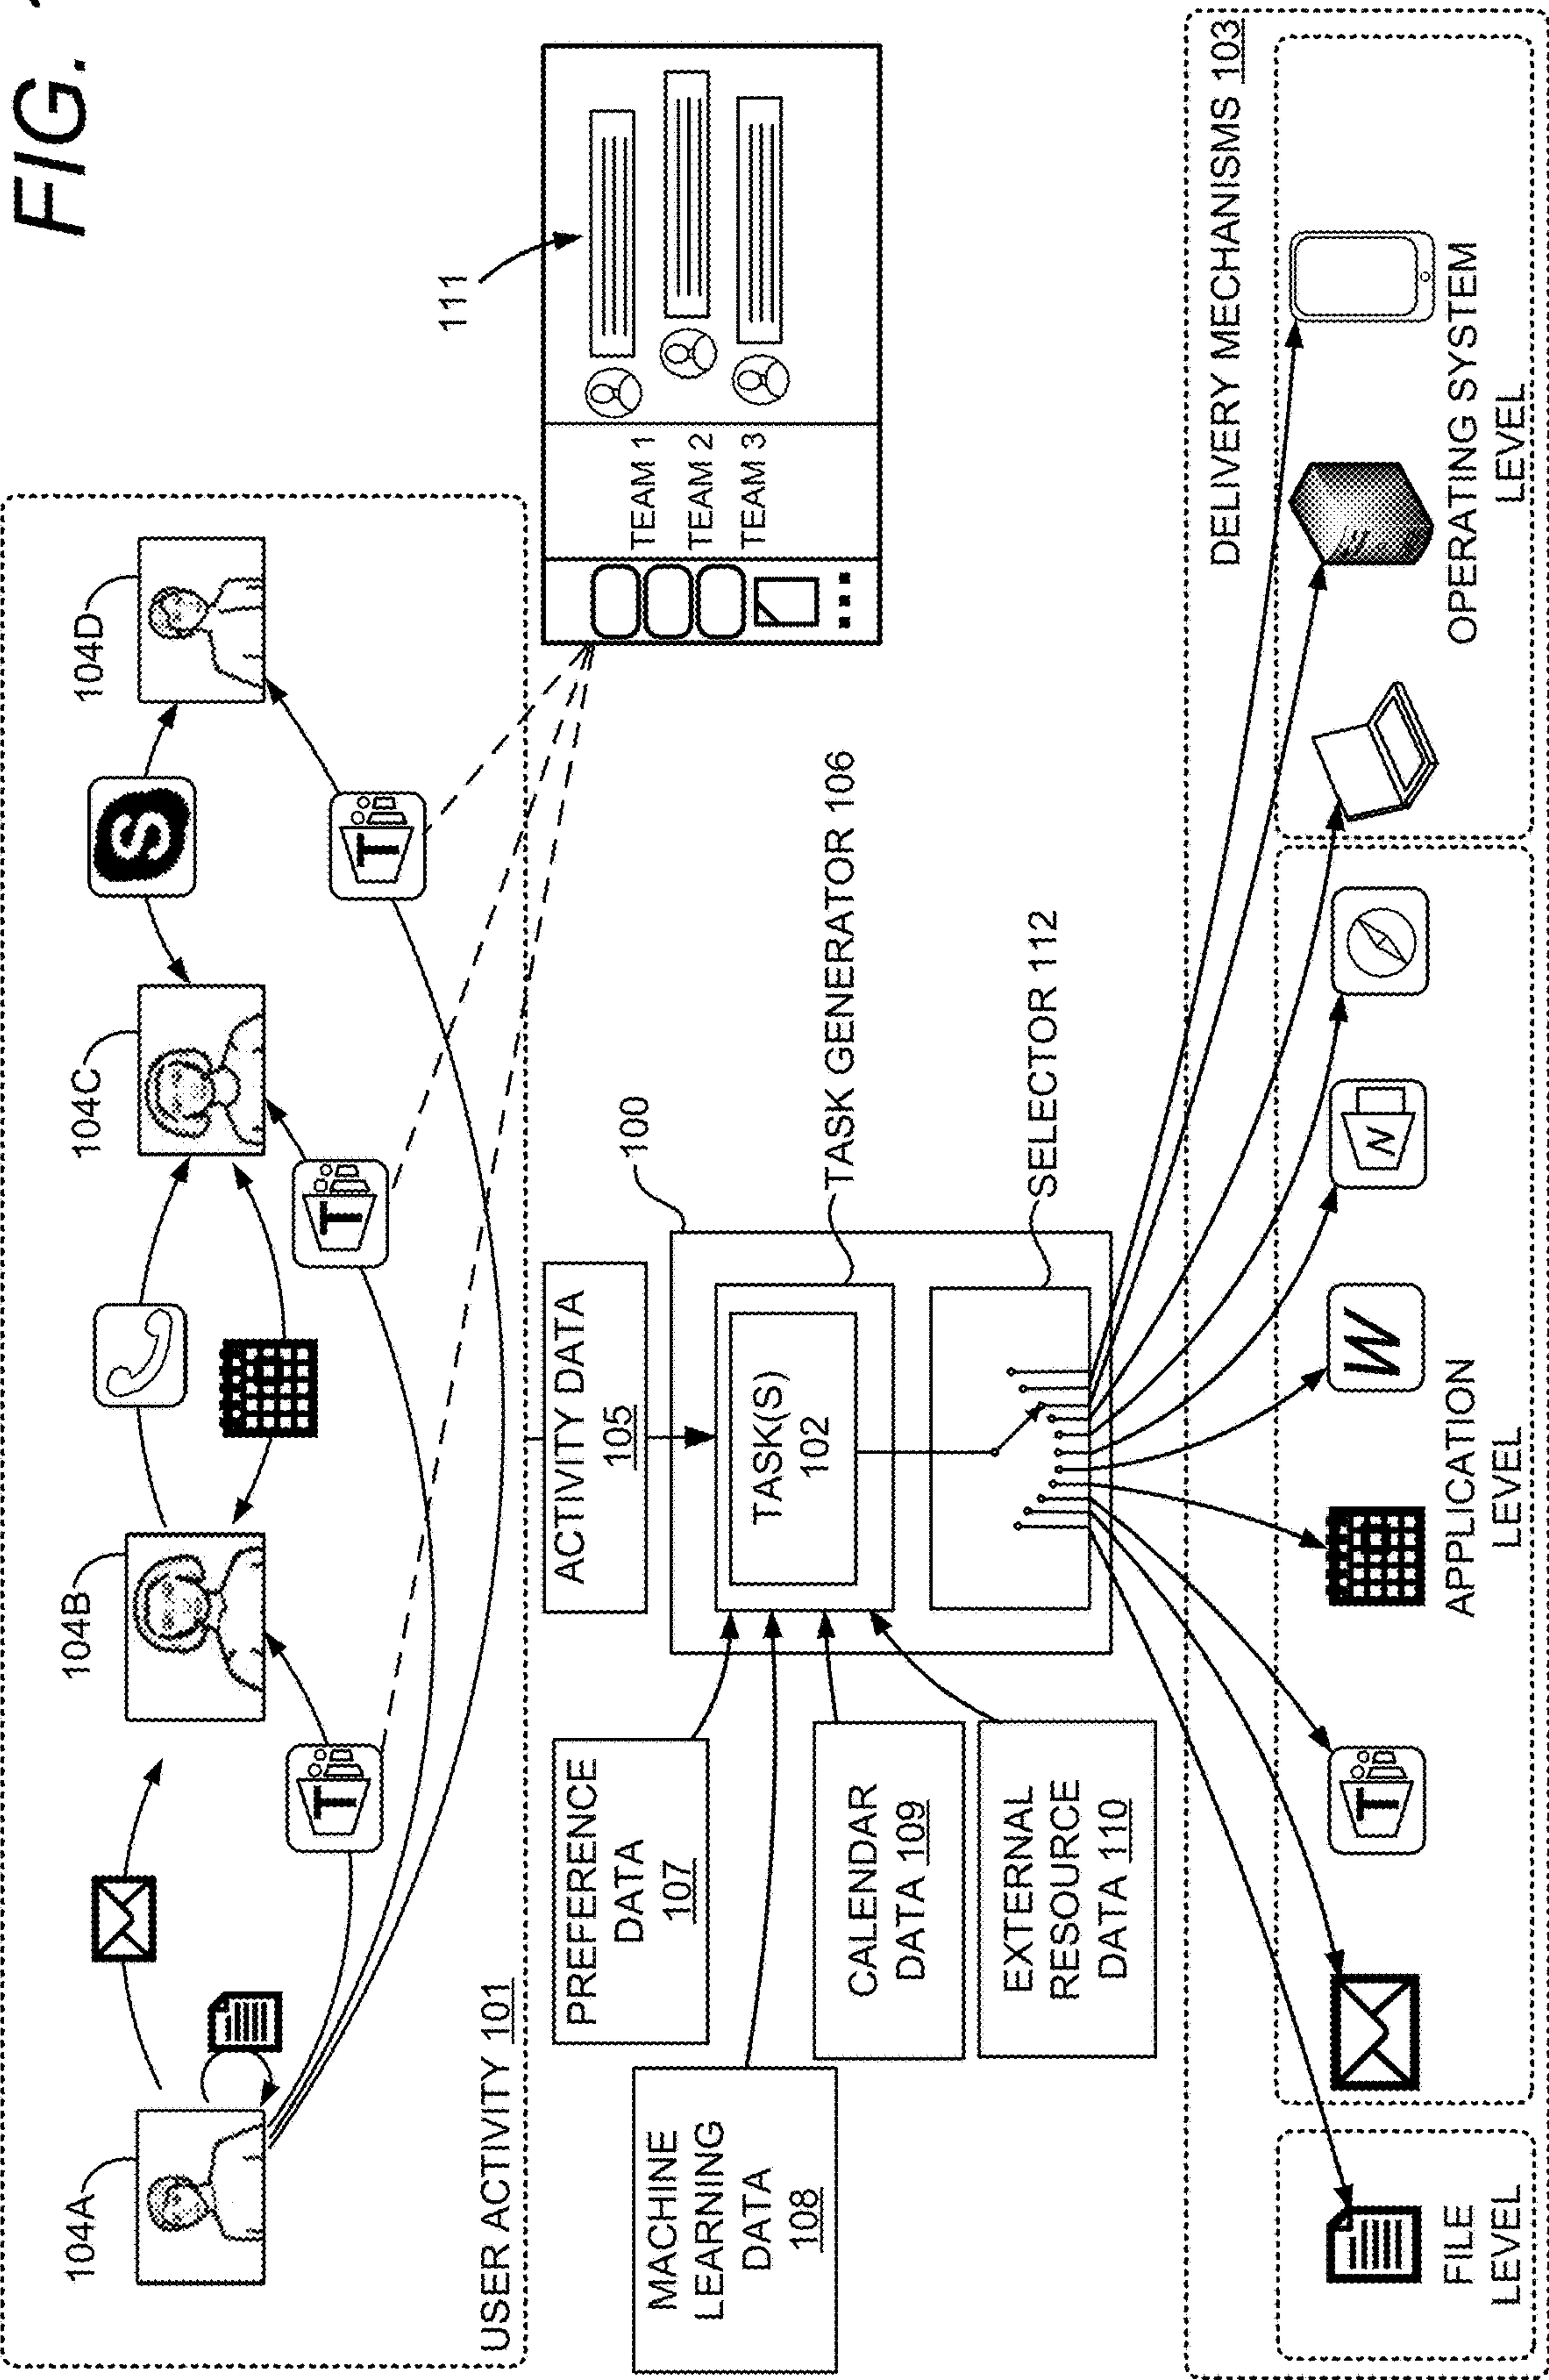 FIG. 
104A
104B
104C
104D
S
T
T
T
USER ACTIVITY 101
111
TEAM 1
TEAM 2
TEAM 3
ACTIVITY DATA
105
PREFERENCE
DATA
107
MACHINE
LEARNING
DATA
108
CALENDAR
DATA 109
EXTERNAL
RESOURCE
DATA 110
100
TASK(S)
102
TASK GENERATOR 106
SELECTOR 112
DELIVERY MECHANISMS 103
T
W
N
FILE
LEVEL
APPLICATION
LEVEL
OPERATING SYSTEM
LEVEL